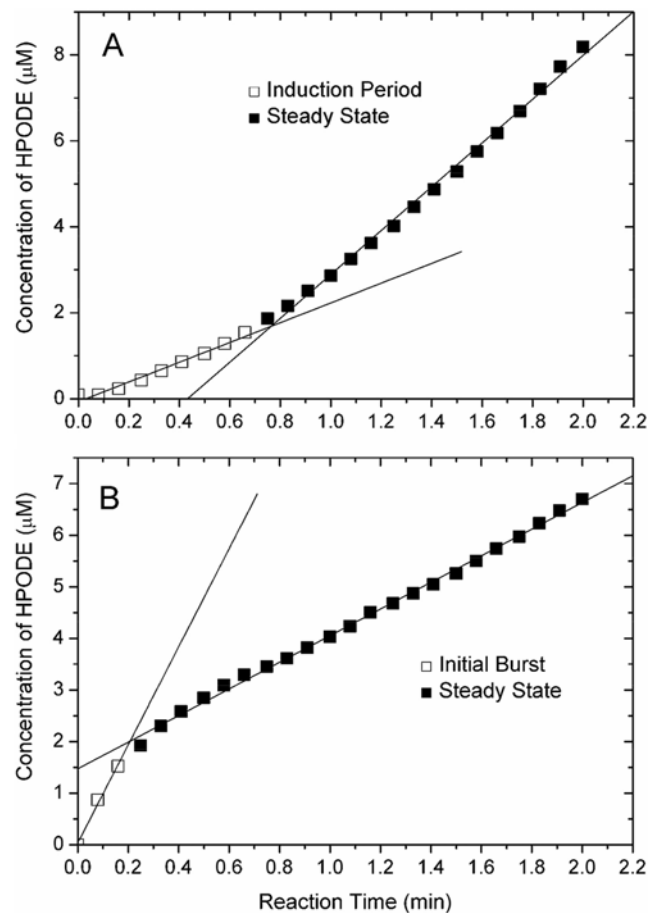 A
Concentration of HPODE (μM)
8
6
4
2
0
□ Induction Period
■ Steady State
0.0 0.2 0.4 0.6 0.8 1.0 1.2 1.4 1.6 1.8 2.0 2.2
B
Concentration of HPODE (μM)
7
6
5
4
3
2
1
0
□ Initial Burst
■ Steady State
0.0 0.2 0.4 0.6 0.8 1.0 1.2 1.4 1.6 1.8 2.0 2.2
Reaction Time (min)